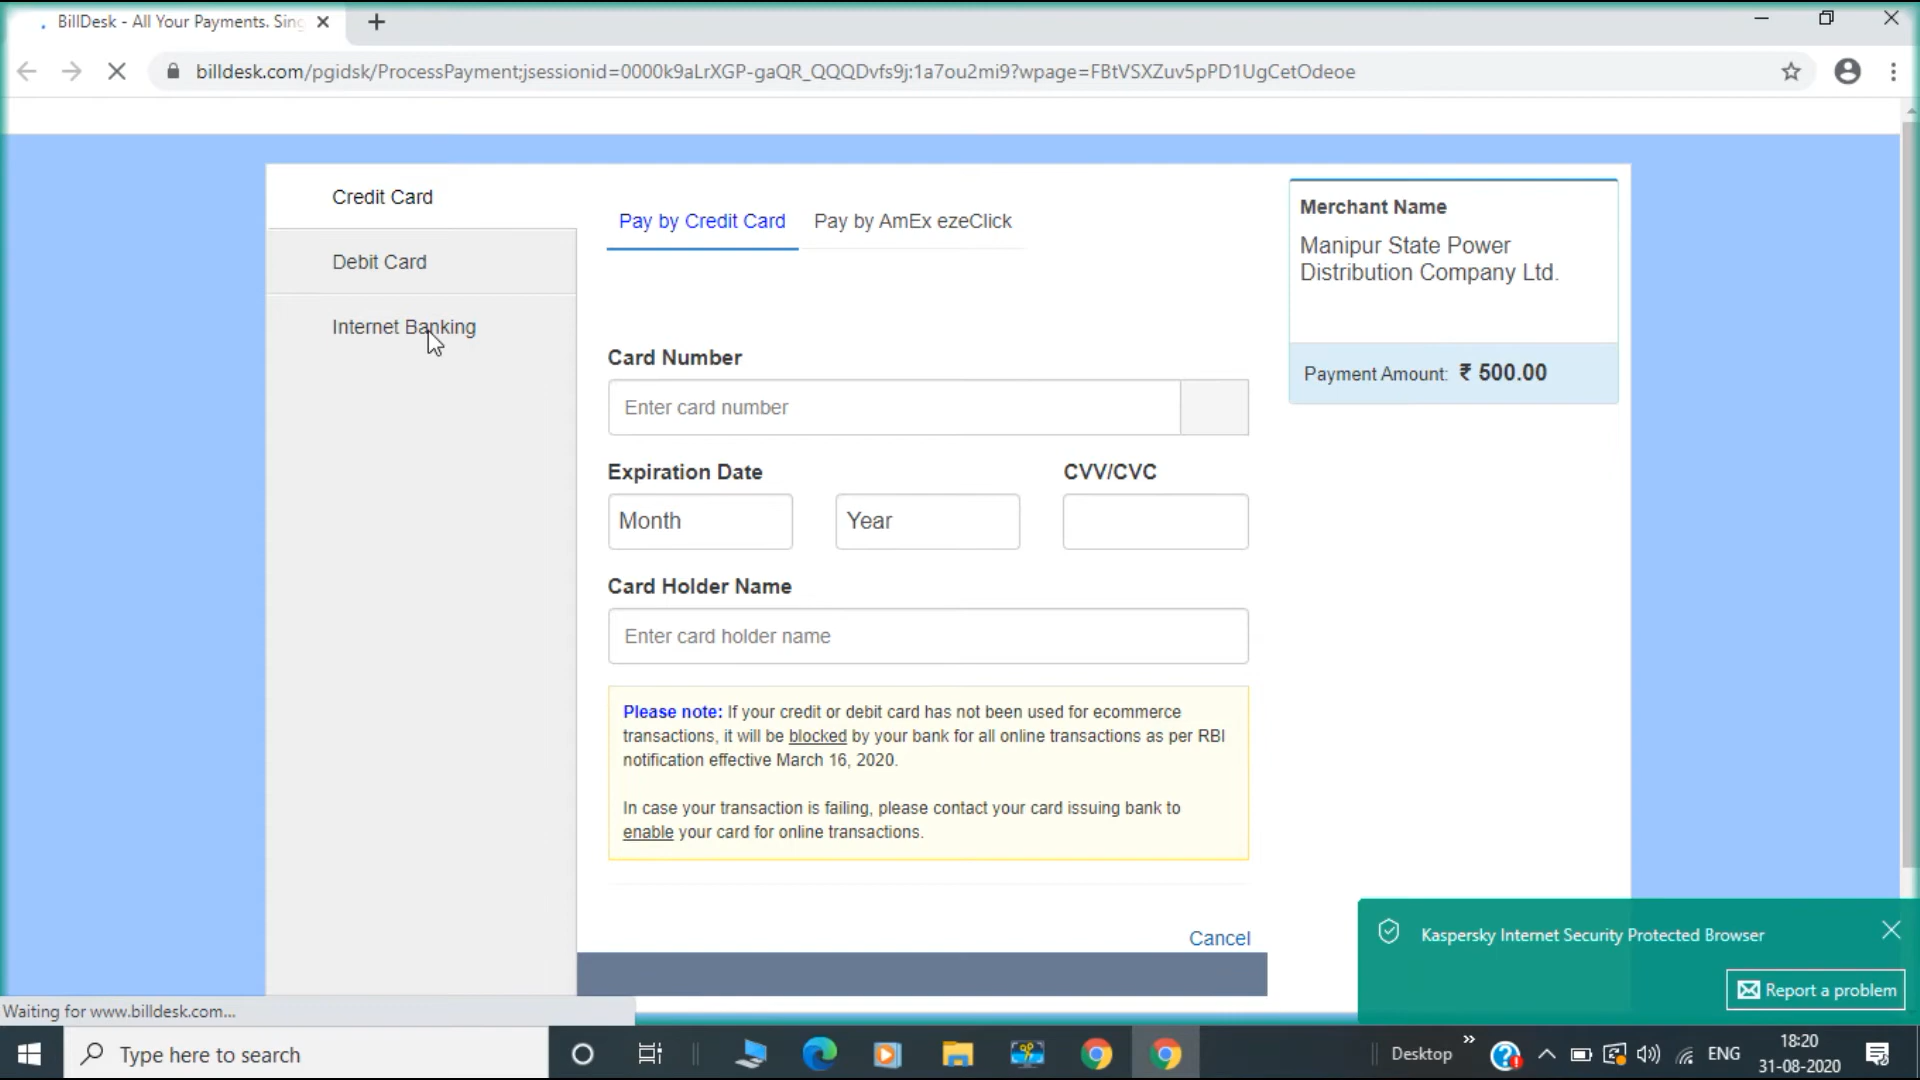 BillDesk - All Your Payments. Sing
billdesk.com/pgidsk/ProcessPayment;jsessionid=0000k9aLrXGP-gaQR_QQQDvfs9j:1a7ou2mi9?wpage=FBtVSXZuv5pPD1UgCetOdeoe
Credit Card
Debit Card
Internet Banking
Pay by Credit Card
Pay by AmEx ezeClick
Card Number
Enter card number
Expiration Date
CVV/CVC
Month
Year
Card Holder Name
Enter card holder name
Please note: If your credit or debit card has not been used for ecommerce
transactions, it will be blocked by your bank for all online transactions as per RBI
notification effective March 16, 2020.
In case your transaction is failing, please contact your card issuing bank to
enable your card for online transactions.
Cancel
Merchant Name
Manipur State Power
Distribution Company Ltd.
Payment Amount: ₹ 500.00
Kaspersky Internet Security Protected Browser
Report a problem
Waiting for www.billdesk.com...
Type here to search
Desktop
ENG
18:20
31-08-2020